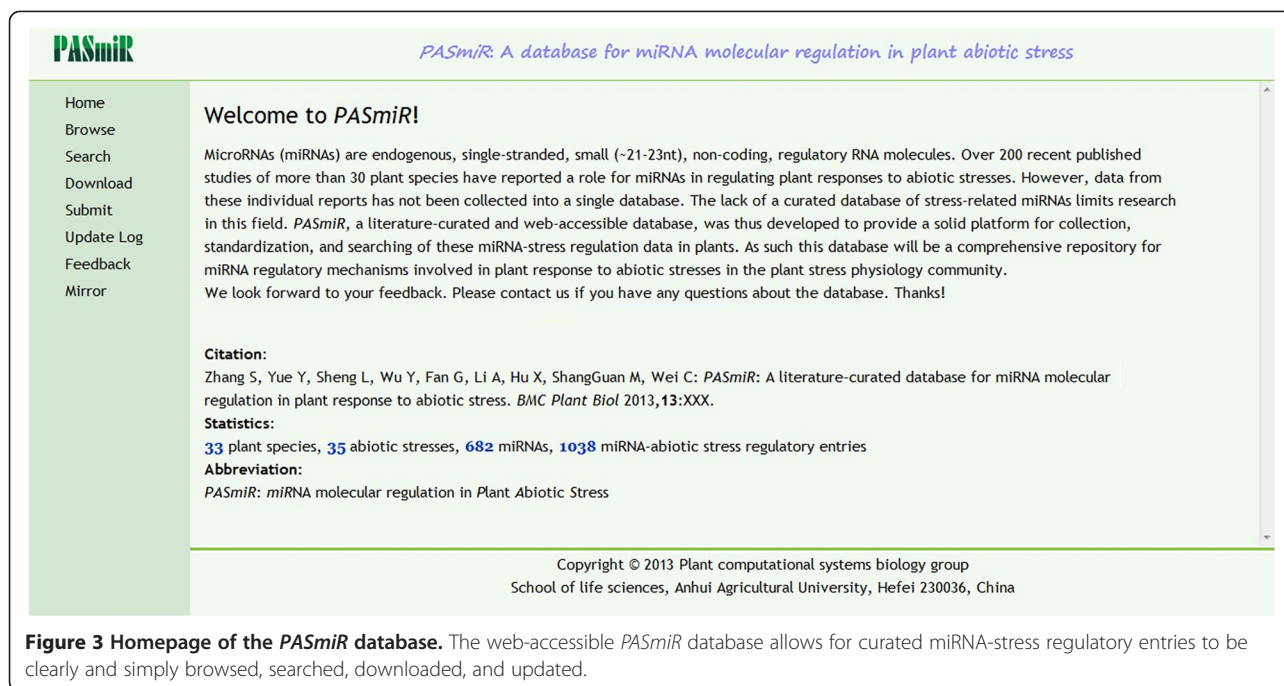 PASmiR
PASmiR: A database for miRNA molecular regulation in plant abiotic stress
Home
Browse
Search
Download
Submit
Update Log
Feedback
Mirror
Welcome to PASmiR!
MicroRNAs (miRNAs) are endogenous, single-stranded, small (~21-23nt), non-coding, regulatory RNA molecules. Over 200 recent published
studies of more than 30 plant species have reported a role for miRNAs in regulating plant responses to abiotic stresses. However, data from
these individual reports has not been collected into a single database. The lack of a curated database of stress-related miRNAs limits research
in this field. PASmiR, a literature-curated and web-accessible database, was thus developed to provide a solid platform for collection,
standardization, and searching of these miRNA-stress regulation data in plants. As such this database will be a comprehensive repository for
miRNA regulatory mechanisms involved in plant response to abiotic stresses in the plant stress physiology community.
We look forward to your feedback. Please contact us if you have any questions about the database. Thanks!
Citation:
Zhang S, Yue Y, Sheng L, Wu Y, Fan G, Li A, Hu X, ShangGuan M, Wei C: PASmiR: A literature-curated database for miRNA molecular
regulation in plant response to abiotic stress. BMC Plant Biol 2013,13:XXX.
Statistics:
33 plant species, 35 abiotic stresses, 682 miRNAs, 1038 miRNA-abiotic stress regulatory entries
Abbreviation:
PASmiR: miRNA molecular regulation in Plant Abiotic Stress
Copyright © 2013 Plant computational systems biology group
School of life sciences, Anhui Agricultural University, Hefei 230036, China
Figure 3 Homepage of the PASmiR database. The web-accessible PASmiR database allows for curated miRNA-stress regulatory entries to be
clearly and simply browsed, searched, downloaded, and updated.